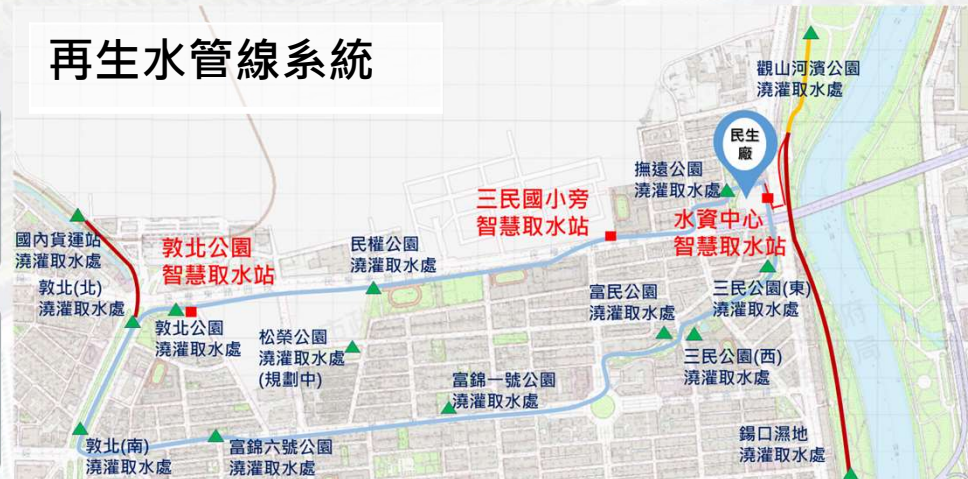 再生水管線系統
觀山河濱公園
澆灌取水處
民生
廠
撫遠公園
澆灌取水處
三民國小旁
智慧取水站
水資中心
智慧取水站
國內貨運站
澆灌取水處
敦北公園
智慧取水站
民權公園
澆灌取水處
敦北(北)
澆灌取水處
富民公園
澆灌取水處
三民公園(東)
澆灌取水處
敦北公園
澆灌取水處
松榮公園
澆灌取水處
(規劃中)
三民公園(西)
澆灌取水處
富錦一號公園
澆灌取水處
敦北(南)
澆灌取水處
富錦六號公園
澆灌取水處
錫口濕地
澆灌取水處